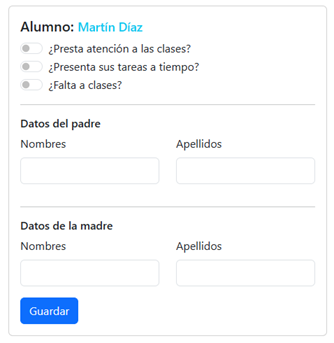 Alumno: Martín Díaz
¿Presta atención a las clases?
¿Presenta sus tareas a tiempo?
¿Falta a clases?
Datos del padre
Nombres Apellidos
Datos de la madre
Nombres Apellidos
Guardar